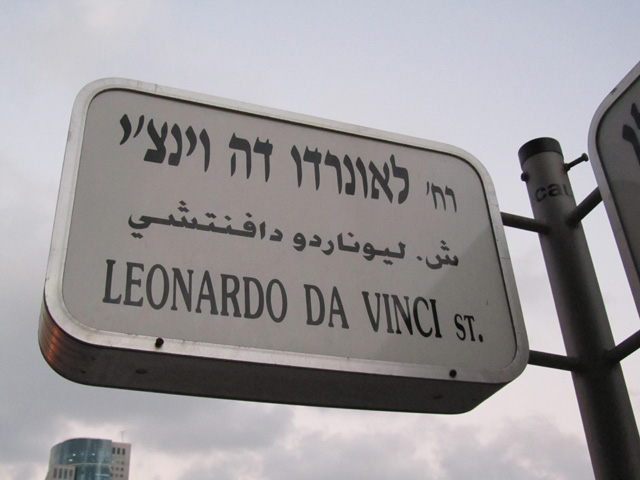 רח' לאונרדו דה וינצ'י
ش. ليوناردو دافنتشي
LEONARDO DA VINCI ST.